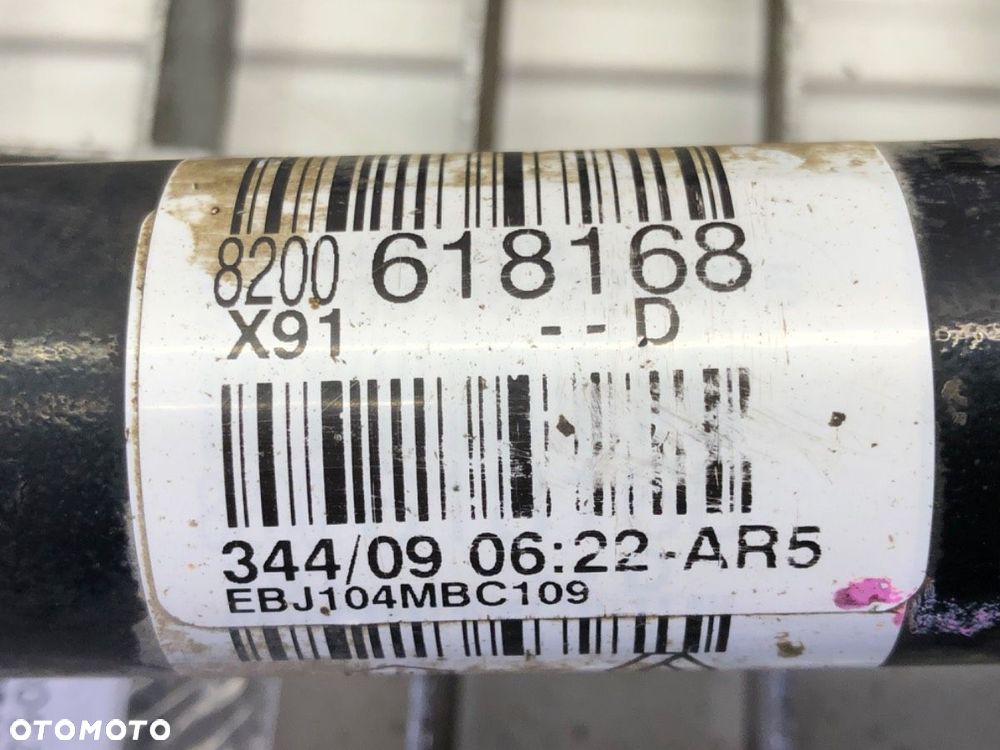 8200 618168
X91 --D
344/09 06:22-AR5
EBJ104MBC109
OTOMOTO